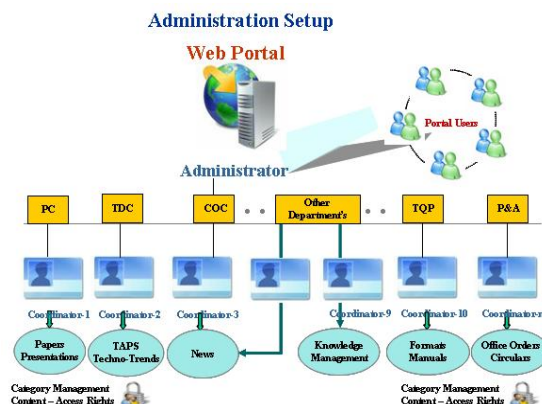 Administration Setup
Web Portal
Portal Users
Administrator
PC
TDC
COC
Other
Department's
TQP
P&A
Coordinator-1
Coordinator-2
Coordinator-3
Coordinator-9
Coordinator-10
Papers
Presentations
TAPS
Techno-Trends
News
Knowledge
Management
Formats
Manuals
Office Orders
Circulars
Category Management
Content – Access Rights
Category Management
Content – Access Rights